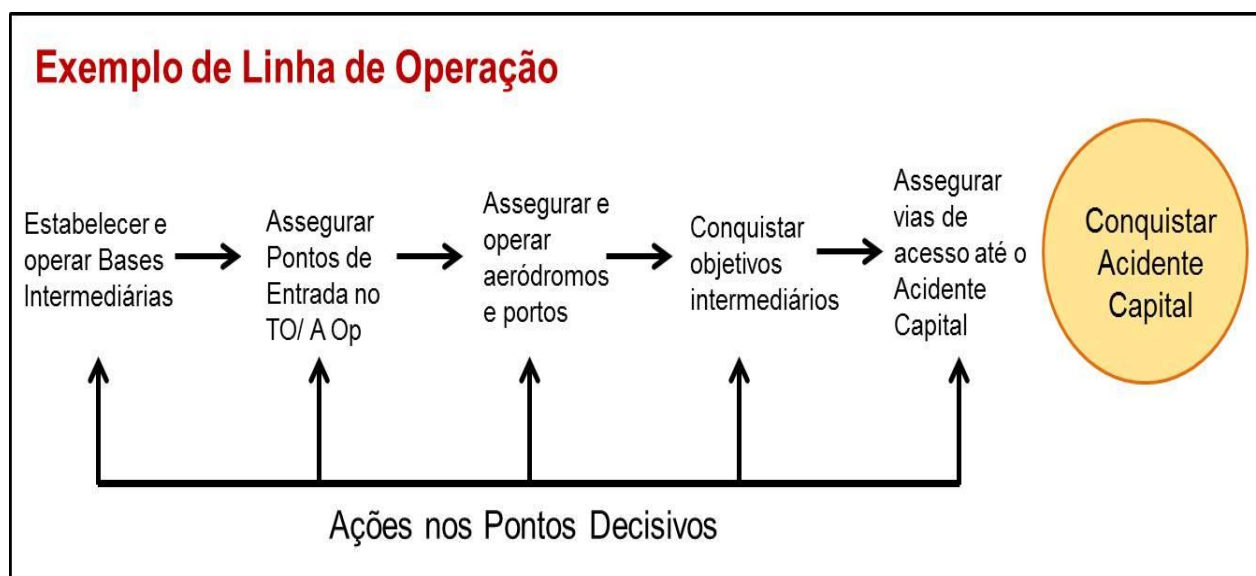 Exemplo de Linha de Operação
Estabelecer e
operar Bases
Intermediárias
Assegurar
Pontos de
Entrada no
TO/ A Op
Assegurar e
operar
aeródromos
e portos
Conquistar
objetivos
intermediários
Assegurar
vias de
acesso até o
Acidente
Capital
Conquistar
Acidente
Capital
Ações nos Pontos Decisivos